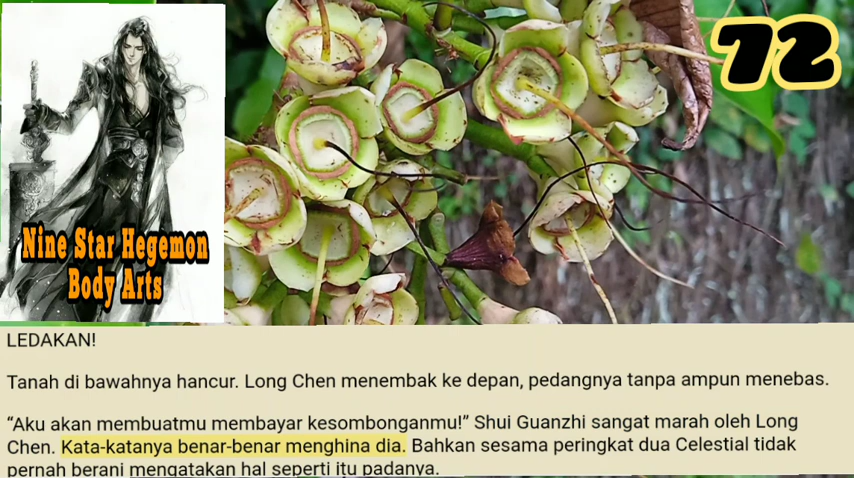 72
Nine Star Hegemon
Body Arts
LEDAKAN!
Tanah di bawahnya hancur. Long Chen menembak ke depan, pedangnya tanpa ampun menebas.
“Aku akan membuatmu membayar kesombonganmu!” Shui Guanzhi sangat marah oleh Long
Chen. Kata-katanya benar-benar menghina dia. Bahkan sesama peringkat dua Celestial tidak
pernah berani mengatakan hal seperti itu padanya.